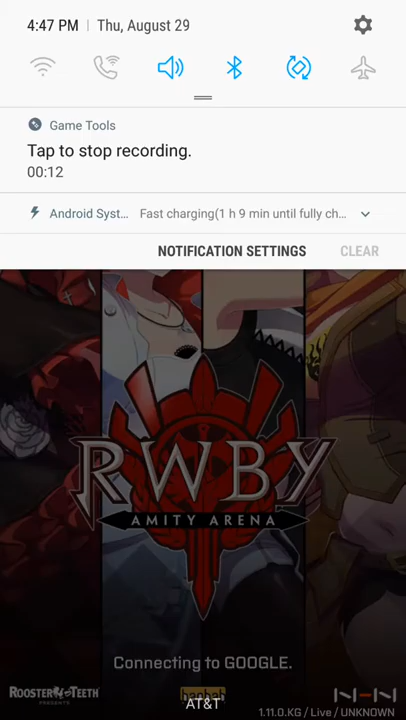 4:47 PM | Thu, August 29
Game Tools
Tap to stop recording.
00:12
Android Syst... Fast charging(1 h 9 min until fully ch...
NOTIFICATION SETTINGS CLEAR
RWBY
AMITY ARENA
Connecting to GOOGLE.
ROOSTER TEETH
PRESENTS
hanbab
AT&T
1.11.0.KG / Live / UNKNOWN